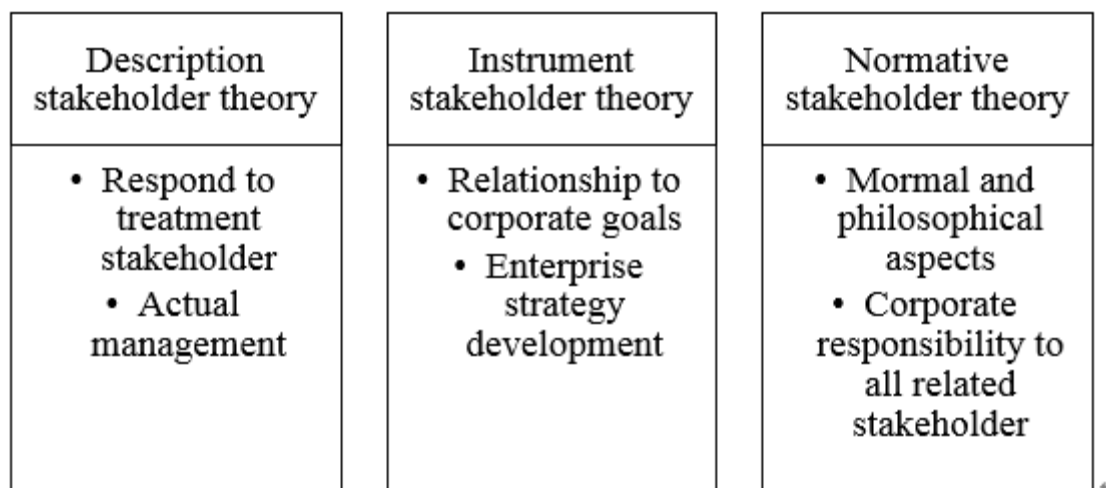 Description
stakeholder theory
• Respond to
treatment
stakeholder
• Actual
management
Instrument
stakeholder theory
• Relationship to
corporate goals
• Enterprise
strategy
development
Normative
stakeholder theory
• Mormal and
philosophical
aspects
• Corporate
responsibility to
all related
stakeholder